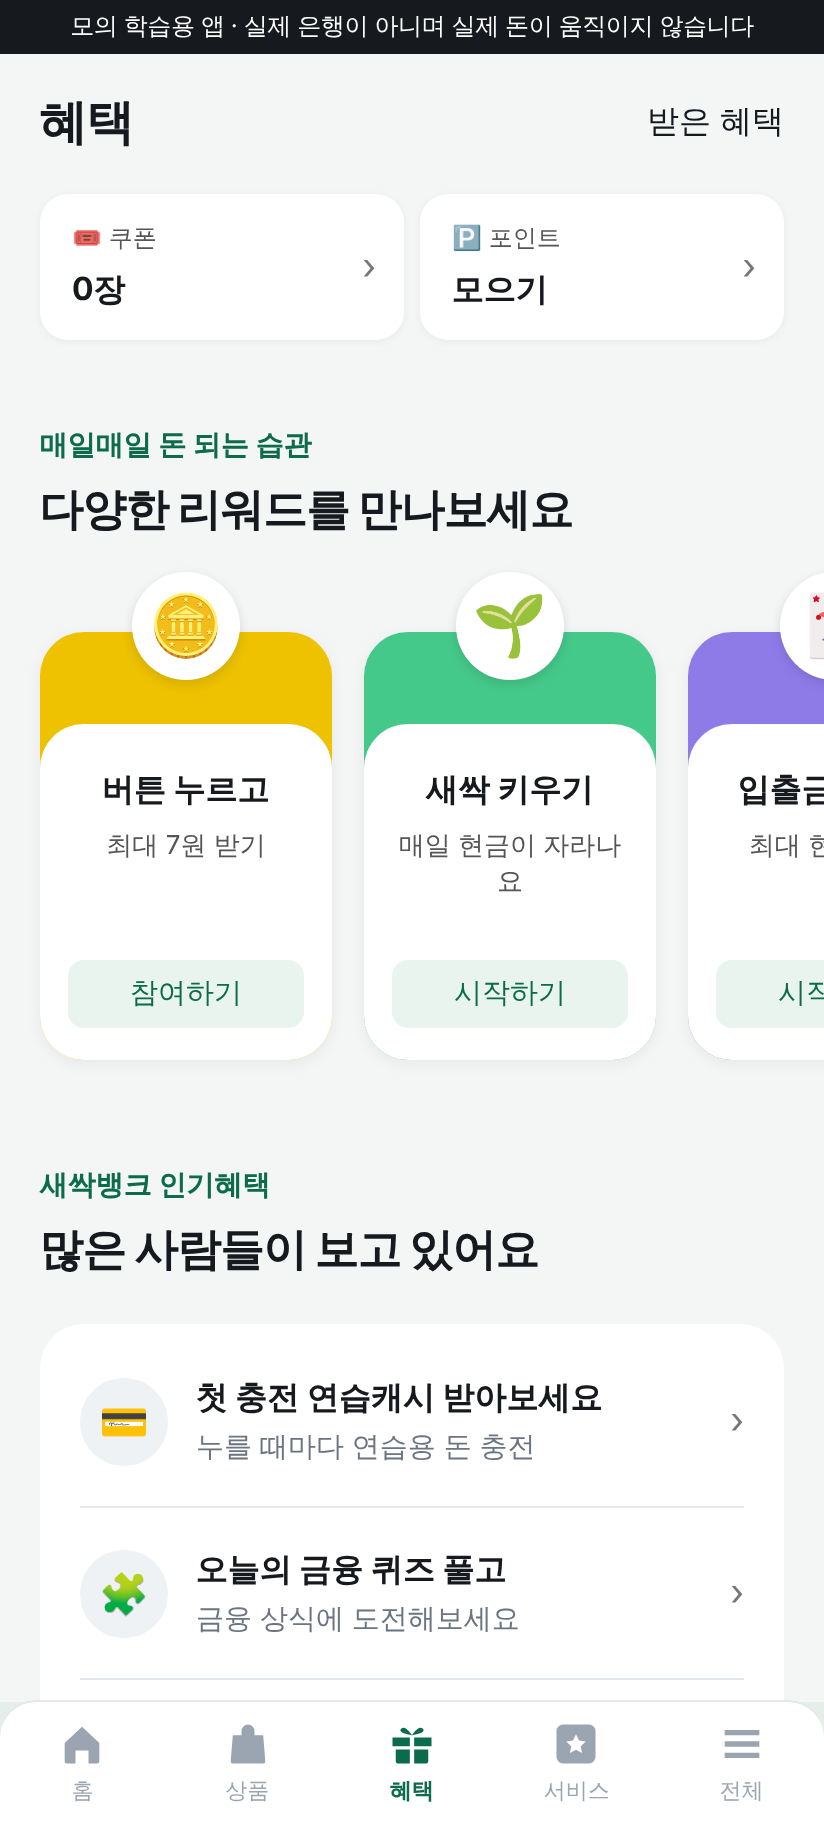 모의 학습용 앱 · 실제 은행이 아니며 실제 돈이 움직이지 않습니다
혜택
받은 혜택
쿠폰
0장
포인트
모으기
매일매일 돈 되는 습관
다양한 리워드를 만나보세요
버튼 누르고
최대 7원 받기
참여하기
새싹 키우기
매일 현금이 자라나
요
시작하기
입출금
최대 현
시작
새싹뱅크 인기혜택
많은 사람들이 보고 있어요
첫 충전 연습캐시 받아보세요
누를 때마다 연습용 돈 충전
오늘의 금융 퀴즈 풀고
금융 상식에 도전해보세요
홈
상품
혜택
서비스
전체